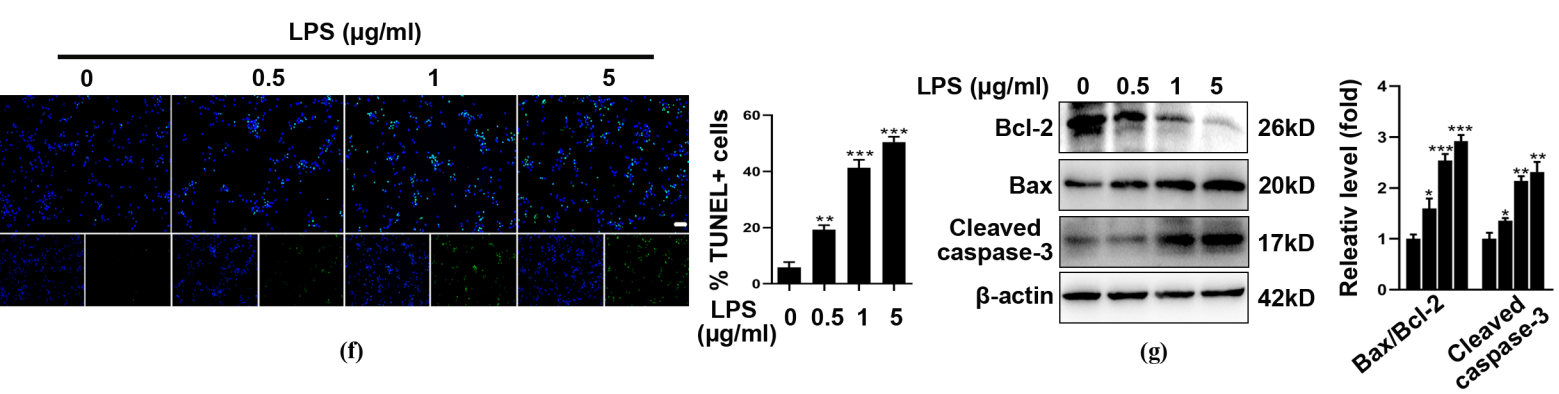 LPS (μg/ml)
0 0.5 1 5
% TUNEL+ cells
60
40
20
0
**
***
***
LPS
(μg/ml)
0 0.5 1 5
(f)
LPS (μg/ml) 0 0.5 1 5
Bcl-2 26kD
Bax 20kD
Cleaved
caspase-3 17kD
β-actin 42kD
(g)
Releative level (fold)
4
3
2
1
0
*
***
***
*
**
**
Bax/Bcl-2
Cleaved
caspase-3